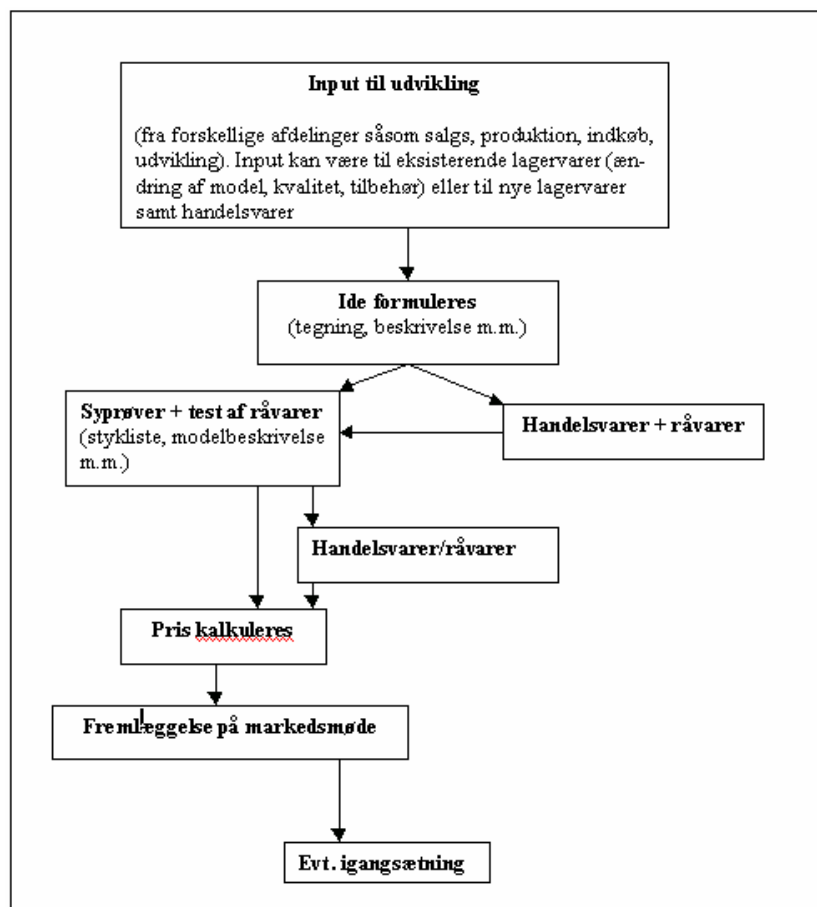 Input til udvikling
(fra forskellige afdelinger såsom salgs, produktion, indkøb,
udvikling). Input kan være til eksisterende lagervarer (æn-
dring af model, kvalitet, tilbehør) eller til nye lagervarer
samt handelsvarer
Ide formuleres
(tegning, beskrivelse m.m.)
Syprøver + test af råvarer
(stykliste, modelbeskrivelse
m.m.)
Handelsvarer + råvarer
Handelsvarer/råvarer
Pris kalkuleres
Fremlæggelse på markedsmøde
Evt. igangsætning